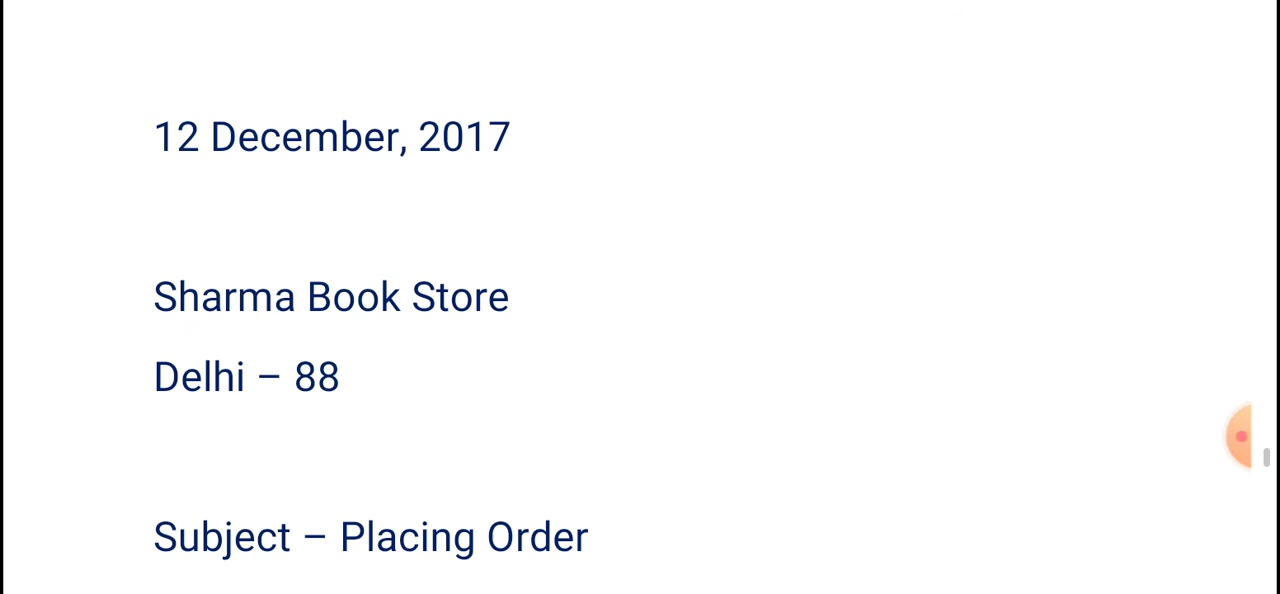 12 December, 2017
Sharma Book Store
Delhi – 88
Subject – Placing Order